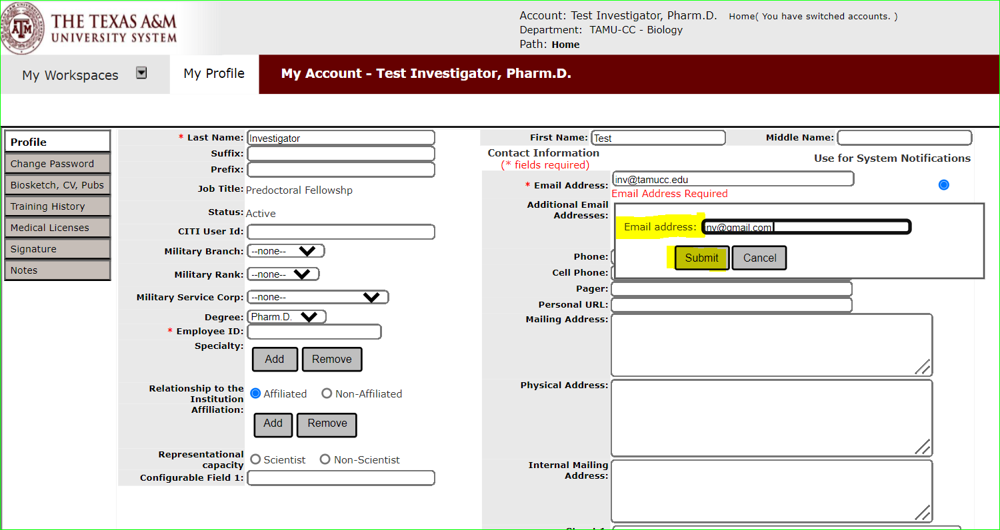 THE TEXAS A&M
UNIVERSITY SYSTEM
Account: Test Investigator, Pharm.D. Home( You have switched accounts. )
Department: TAMU-CC - Biology
Path: Home
My Workspaces
My Profile
My Account - Test Investigator, Pharm.D.
Profile
Change Password
Biosketch, CV, Pubs
Training History
Medical Licenses
Signature
Notes
* Last Name: Investigator
Suffix:
Prefix:
Job Title: Predoctoral Fellowshp
Status: Active
CITI User Id:
Military Branch: --none--
Military Rank: --none--
Military Service Corp: --none--
Degree: Pharm.D.
* Employee ID:
Specialty:
Add Remove
Relationship to the
Institution
Affiliated Non-Affiliated
Affiliation:
Add Remove
Representational
capacity
Scientist Non-Scientist
Configurable Field 1:
First Name: Test Middle Name:
Contact Information
(* fields required)
Use for System Notifications
* Email Address: inv@tamucc.edu
Email Address Required
Additional Email
Addresses:
Email address: inv@gmail.com
Submit Cancel
Phone:
Cell Phone:
Pager:
Personal URL:
Mailing Address:
Physical Address:
Internal Mailing
Address: